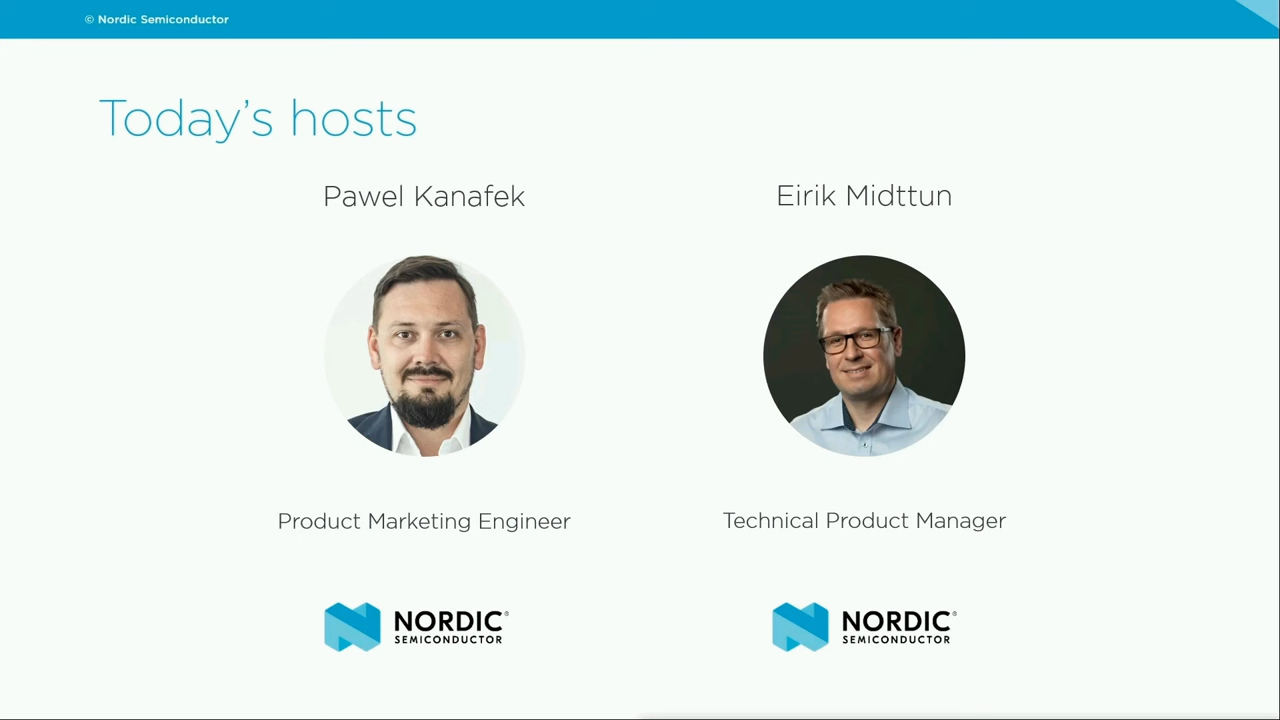 © Nordic Semiconductor
Today’s hosts
Pawel Kanafek
Eirik Midttun
Product Marketing Engineer
Technical Product Manager
NORDIC®
SEMICONDUCTOR
NORDIC®
SEMICONDUCTOR